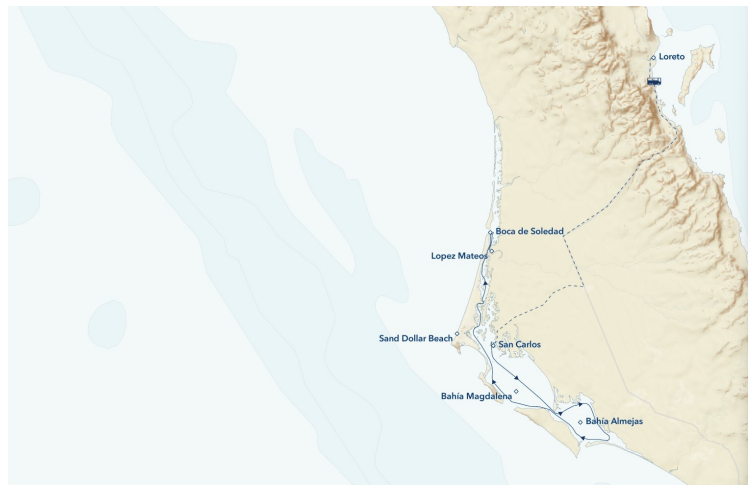 Loreto
Boca de Soledad
Lopez Mateos
Sand Dollar Beach
San Carlos
Bahía Magdalena
Bahía Almejas